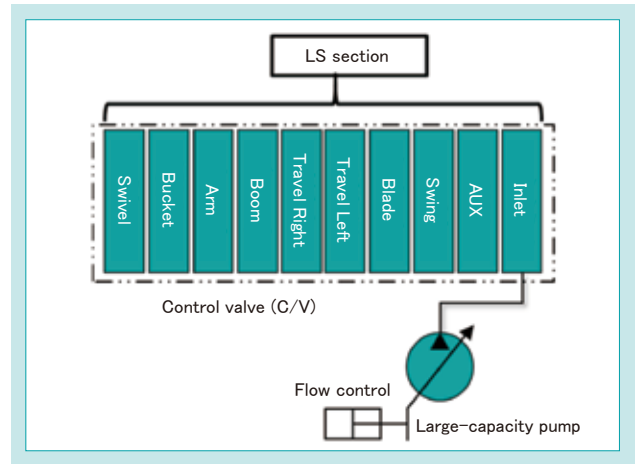 LS section
Swivel
Bucket
Arm
Boom
Travel Right
Travel Left
Blade
Swing
AUX
Inlet
Control valve (C/V)
Flow control
Large-capacity pump